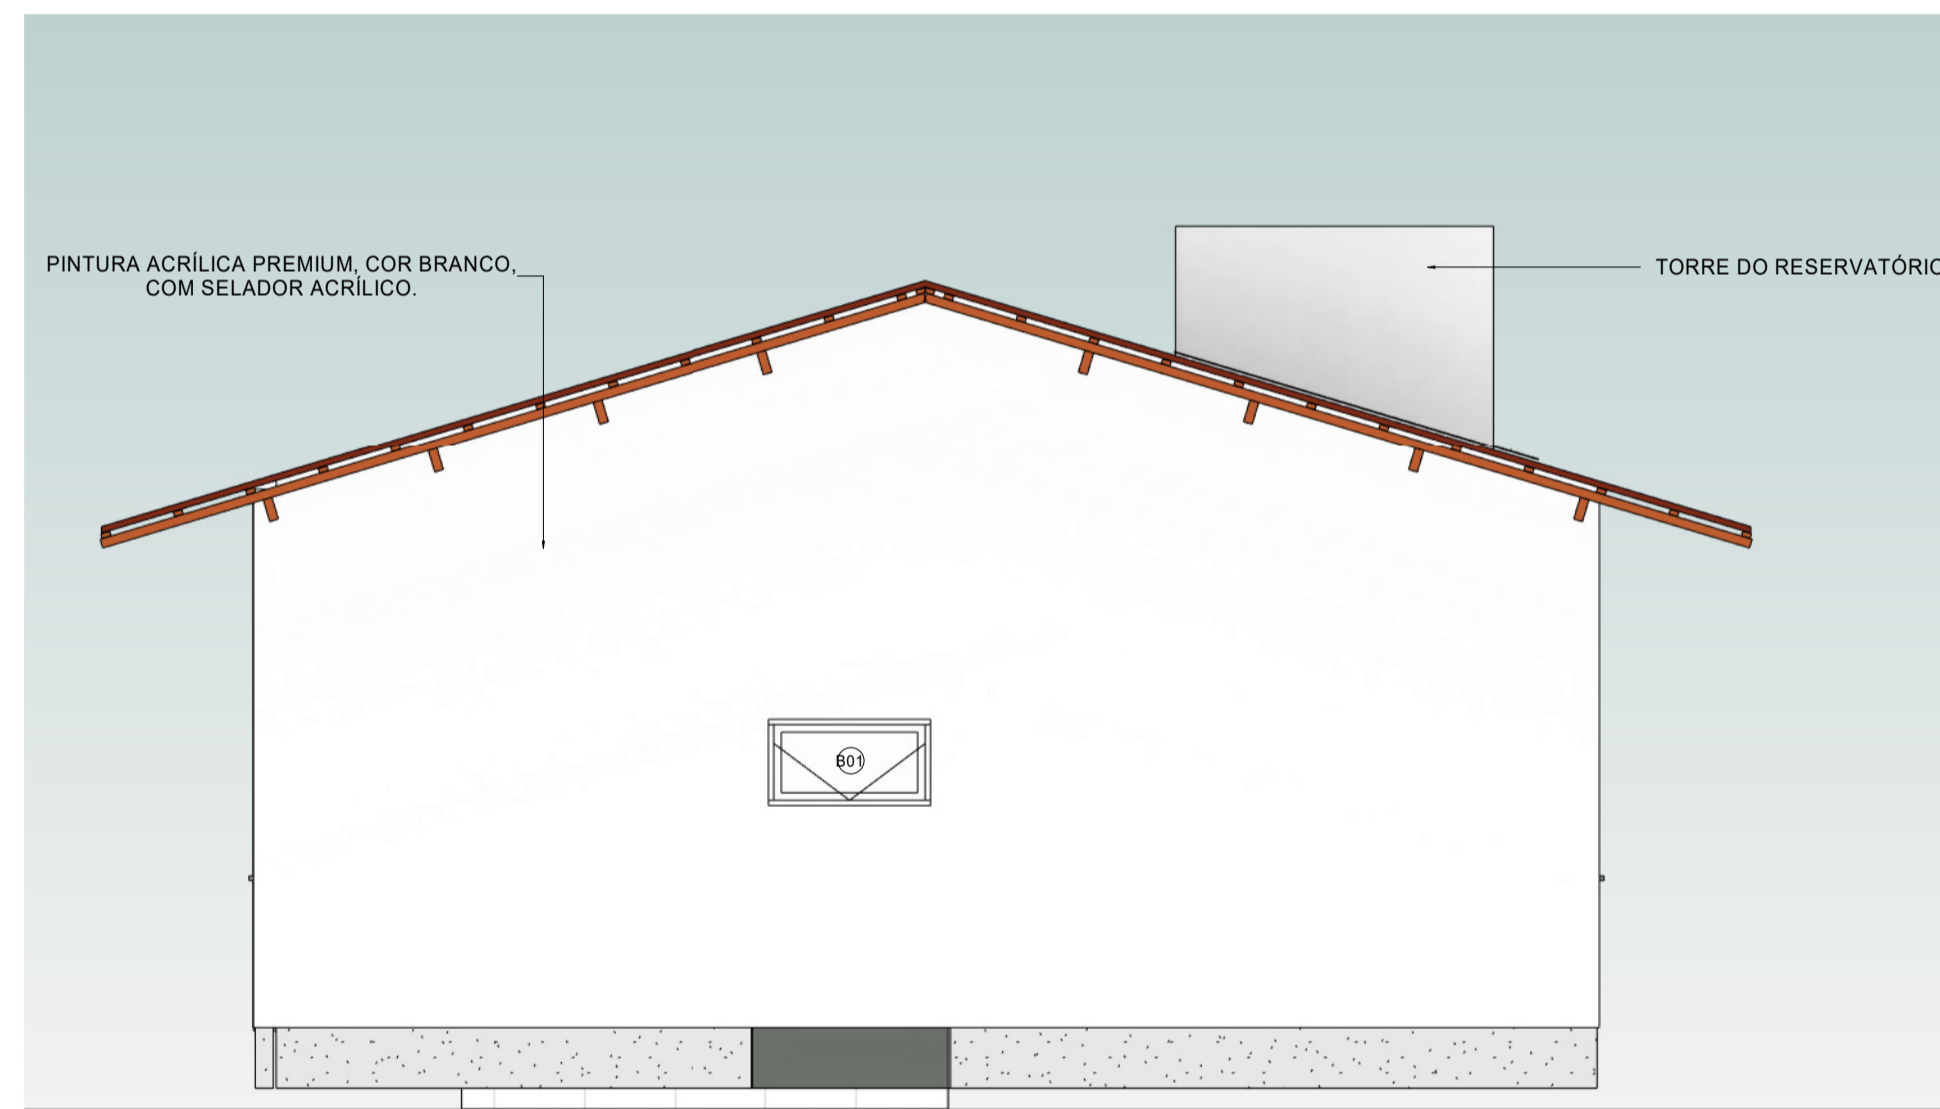 PINTURA ACRÍLICA PREMIUM, COR BRANCO,
COM SELADOR ACRÍLICO.
TORRE DO RESERVATÓRIO
B01